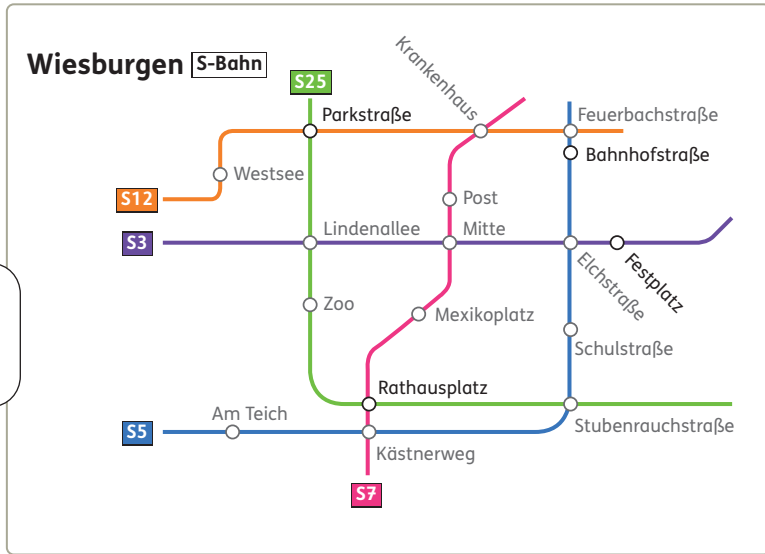 Wiesburgen S-Bahn
S25
Krankenhaus
Parkstraße
Feuerbachstraße
Bahnhofstraße
Westsee
S12
Post
S3
Lindenallee
Mitte
Elchstraße
Festplatz
Zoo
Mexikoplatz
Schulstraße
Rathausplatz
Am Teich
S5
Stubenrauchstraße
Kästnerweg
S7